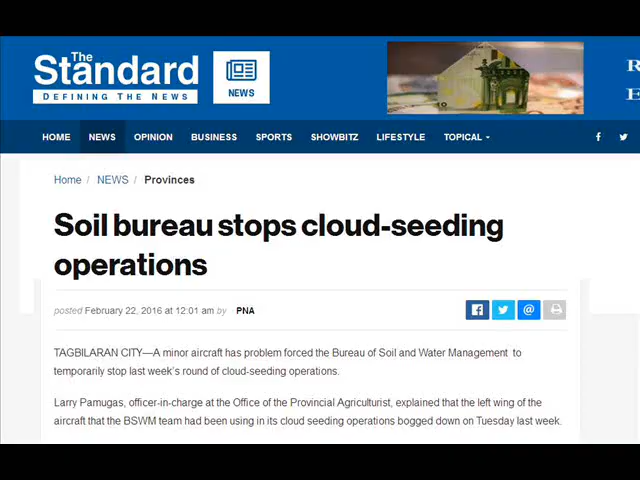 The
Standard
DEFINING THE NEWS
NEWS
R
E
HOME NEWS OPINION BUSINESS SPORTS SHOWBITZ LIFESTYLE TOPICAL
Home / NEWS / Provinces
Soil bureau stops cloud-seeding
operations
posted February 22, 2016 at 12:01 am by PNA
TAGBILARAN CITY—A minor aircraft has problem forced the Bureau of Soil and Water Management to
temporarily stop last week's round of cloud-seeding operations.
Larry Pamugas, officer-in-charge at the Office of the Provincial Agriculturist, explained that the left wing of the
aircraft that the BSWM team had been using in its cloud seeding operations bogged down on Tuesday last week.